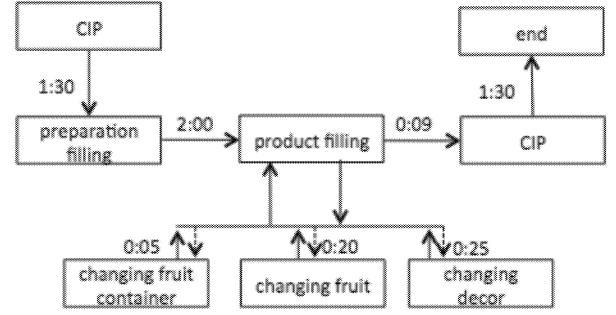 CIP
end
1:30
1:30
preparation
filling
2:00
product filling
0:09
CIP
0:05
0:20
0:25
changing fruit
container
changing fruit
changing
decor